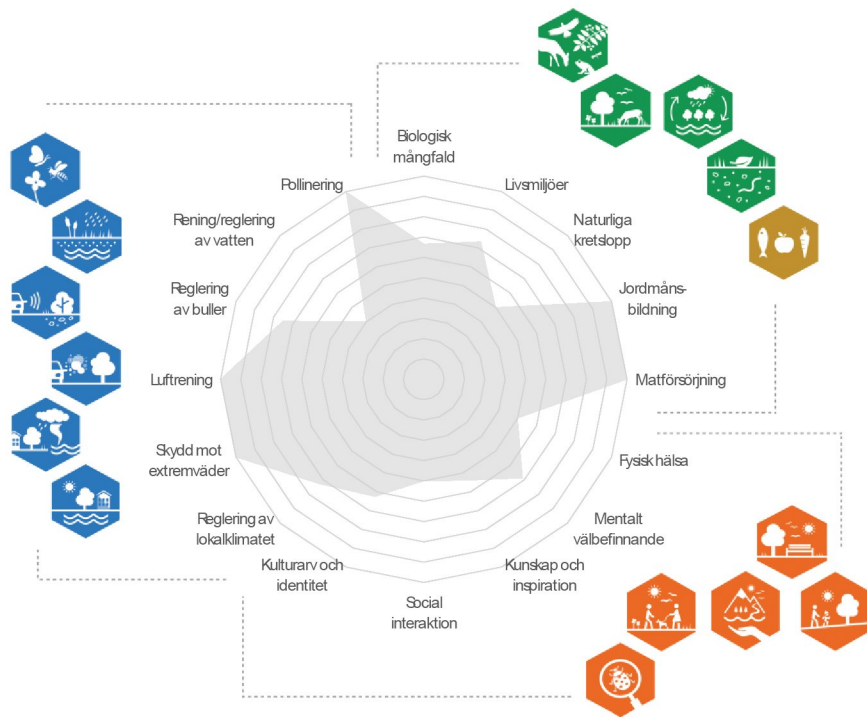 Biologisk
mångfald
Livsmiljöer
Naturliga
kretslopp
Jordmåns-
bildning
Matförsörjning
Fysisk hälsa
Mentalt
välbefinnande
Kunskap och
inspiration
Social
interaktion
Kulturarv och
identitet
Reglering av
lokalklimatet
Skydd mot
extremväder
Luftrening
Reglering
av buller
Rening/reglering
av vatten
Pollinering